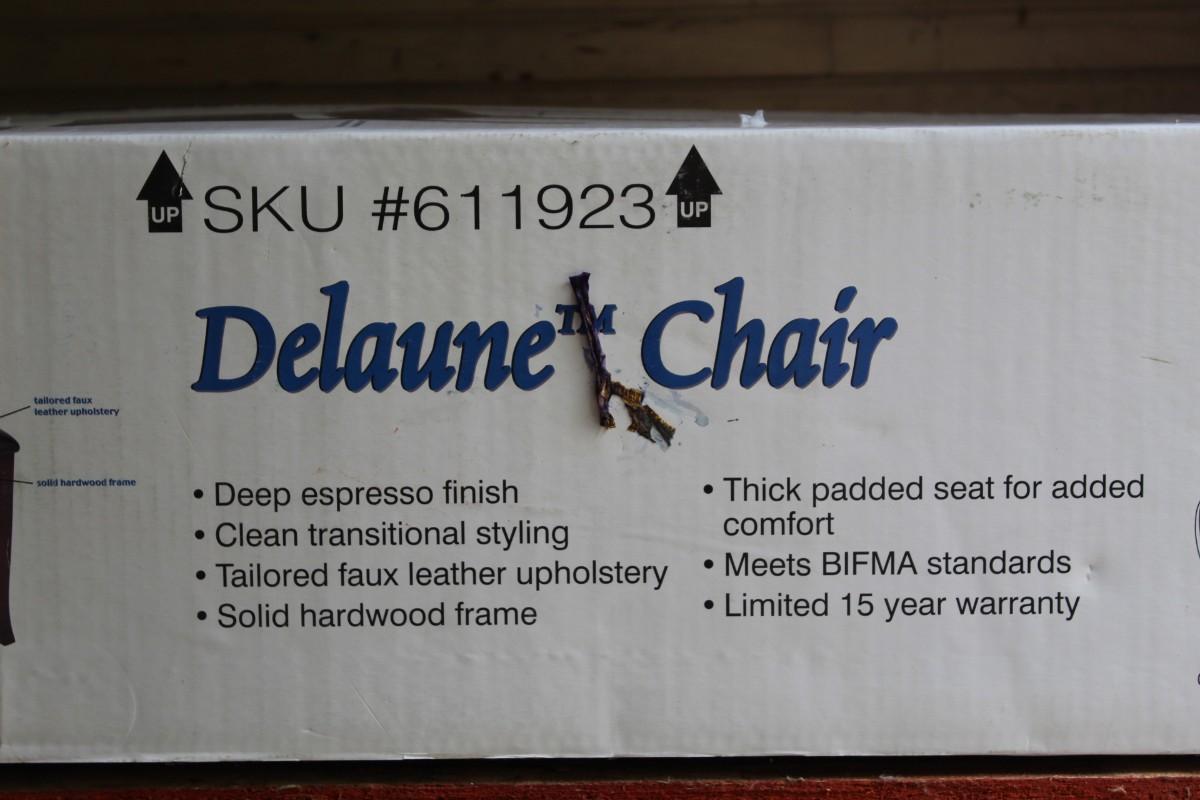 UP SKU #611923 UP
Delaune™ Chair
tailored faux
leather upholstery
solid hardwood frame
• Deep espresso finish
• Clean transitional styling
• Tailored faux leather upholstery
• Solid hardwood frame
• Thick padded seat for added
comfort
• Meets BIFMA standards
• Limited 15 year warranty